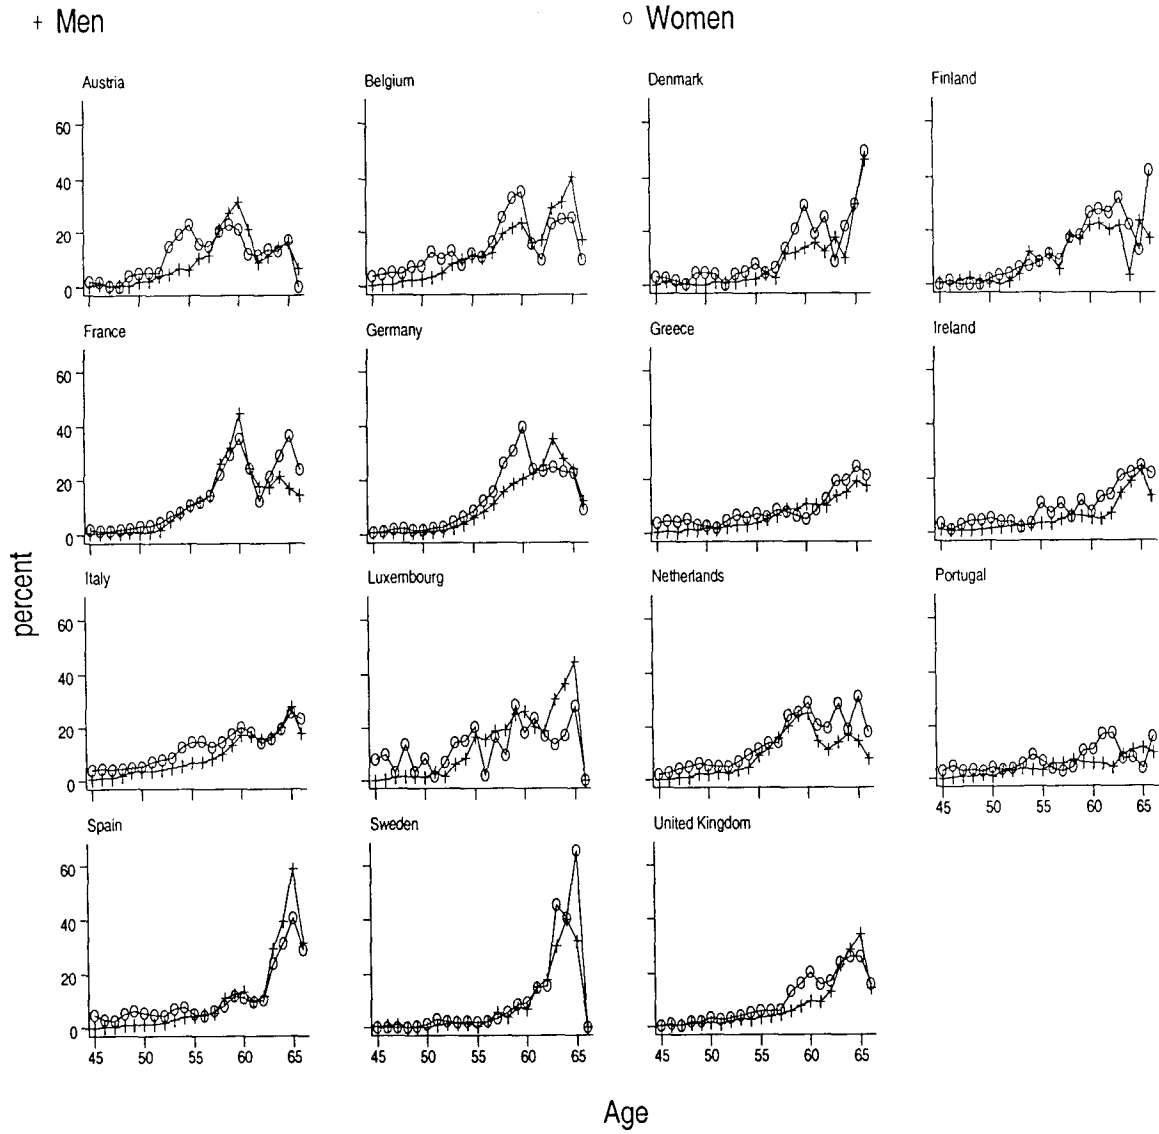 + Men o Women
Austria Belgium Denmark Finland
60
40
20
0
France Germany Greece Ireland
60
40
20
0
percent
Italy Luxembourg Netherlands Portugal
60
40
20
0
45 50 55 60 65
Spain Sweden United Kingdom
60
40
20
0
45 50 55 60 65 45 50 55 60 65 45 50 55 60 65
Age